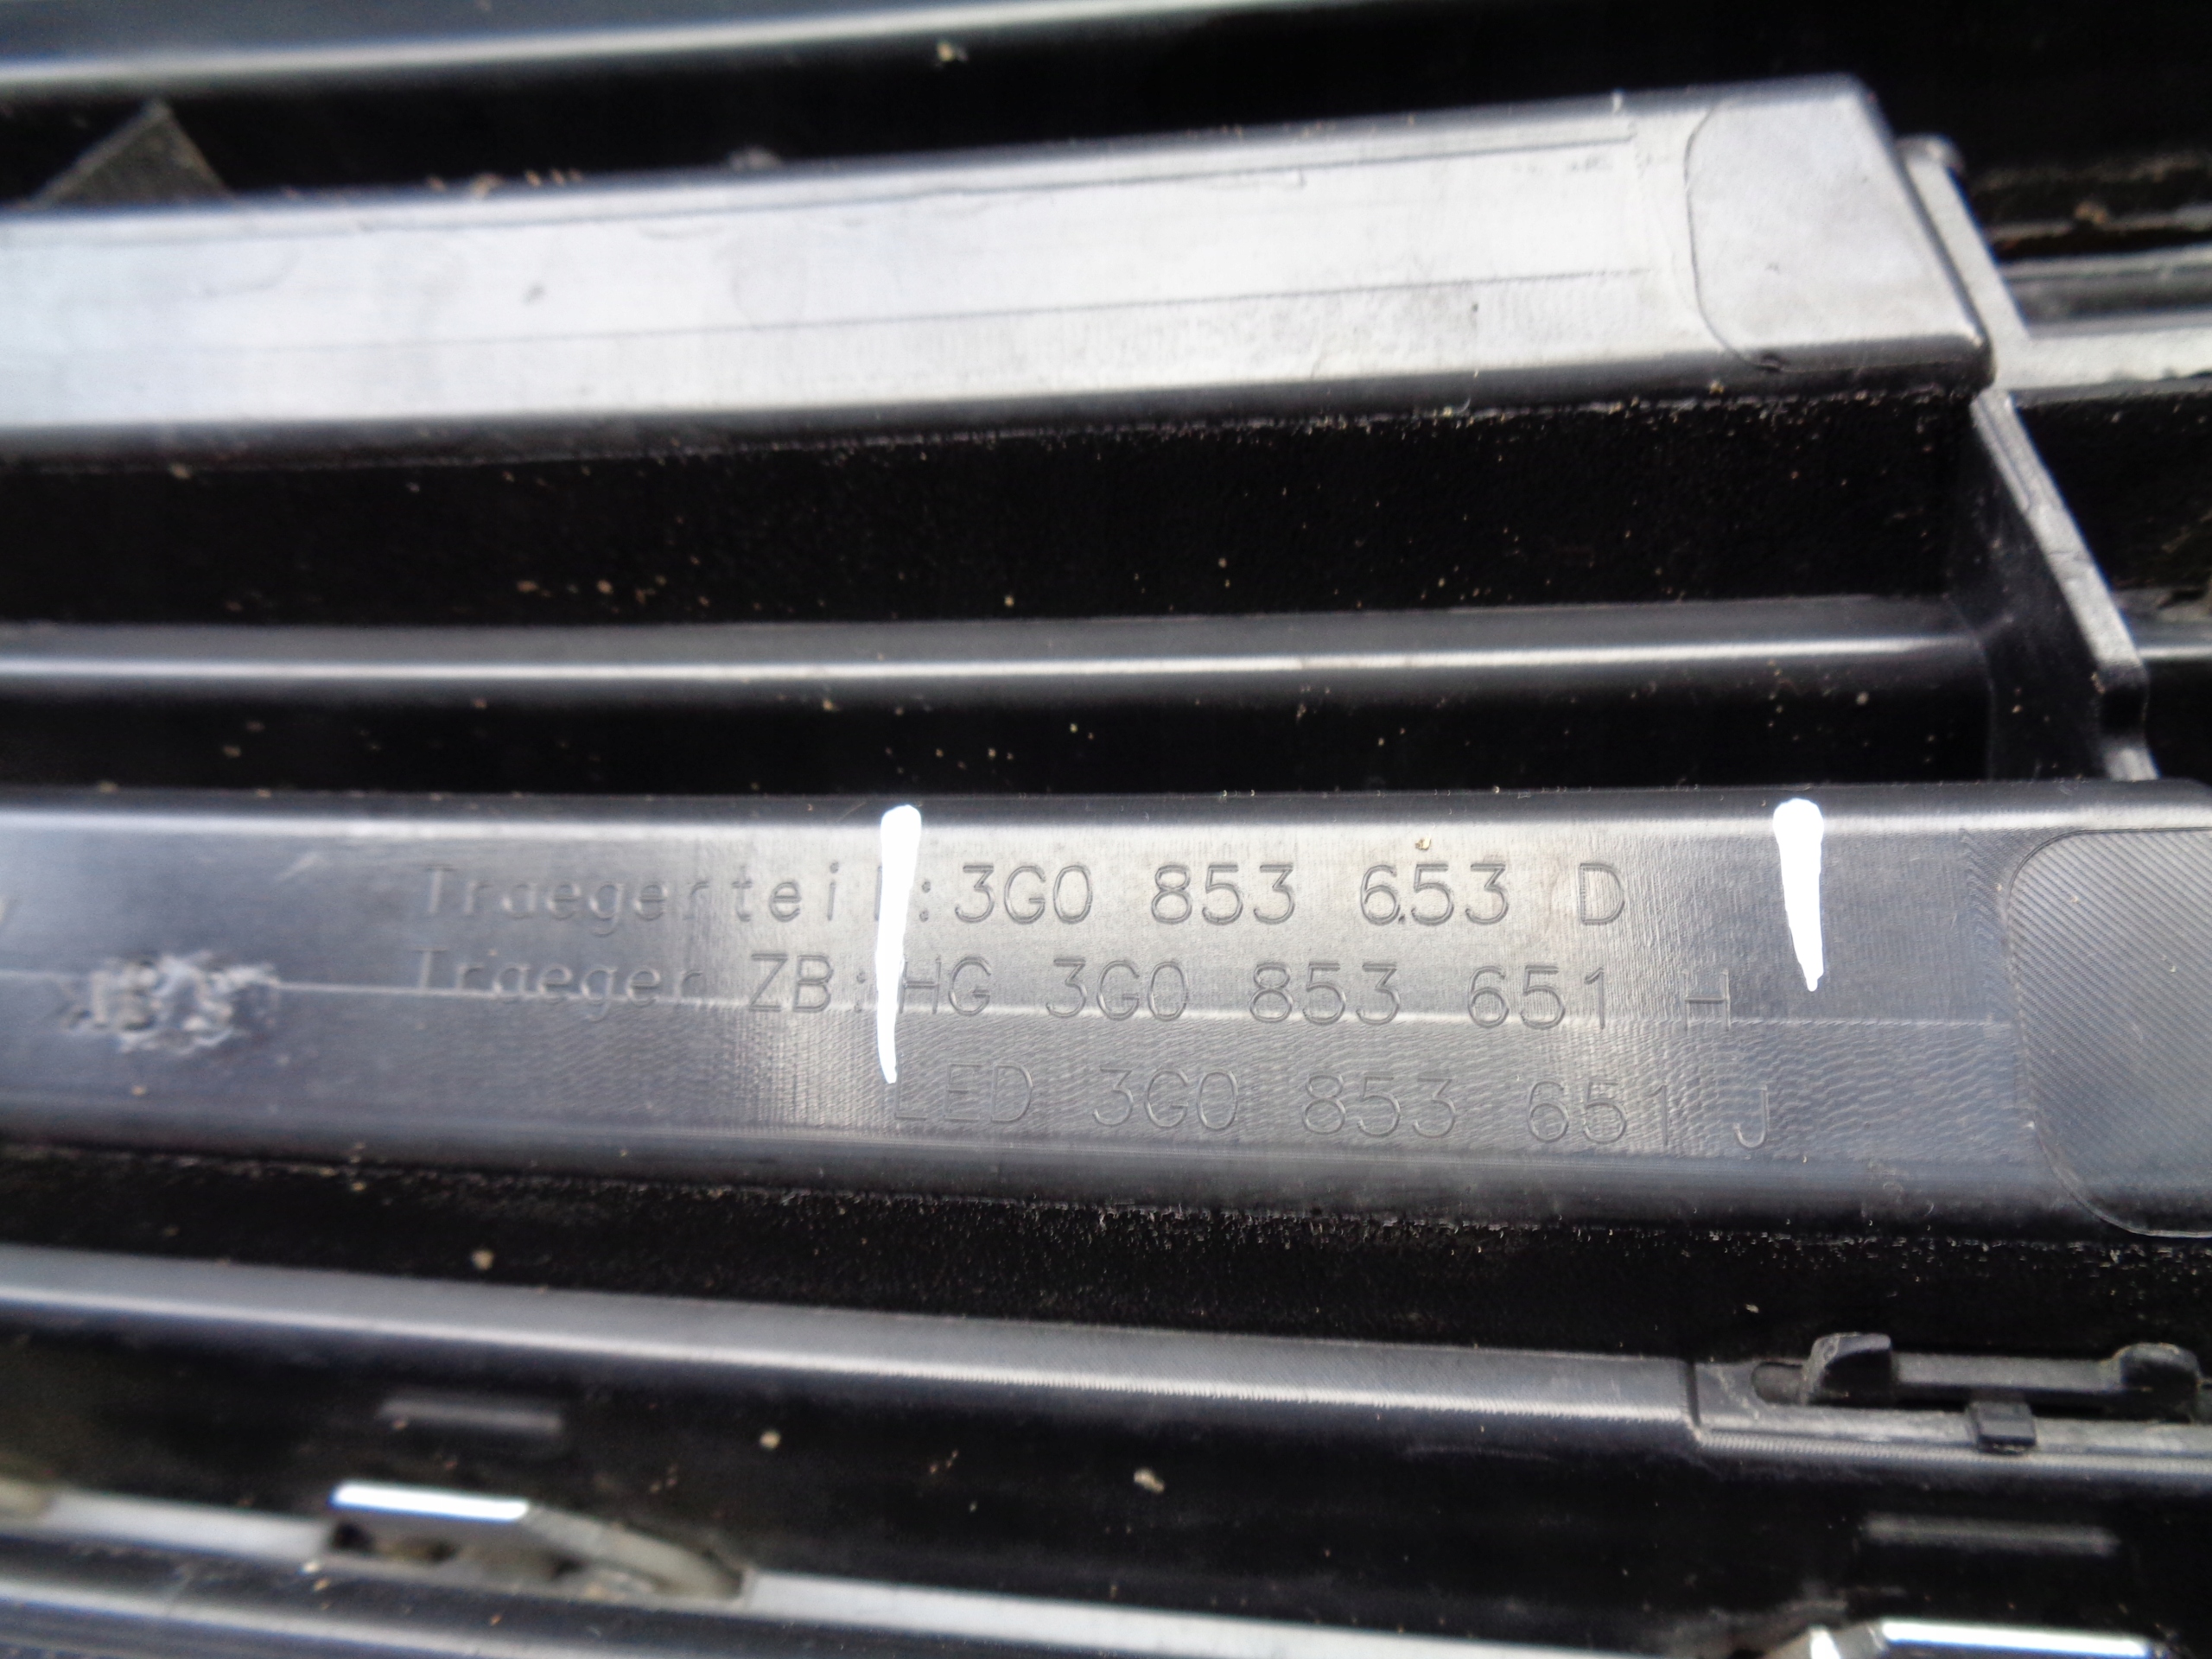 Traegerteil:3G0 853 653 D
Traeger ZB:HG 3G0 853 651 H
LED 3G0 853 651 J